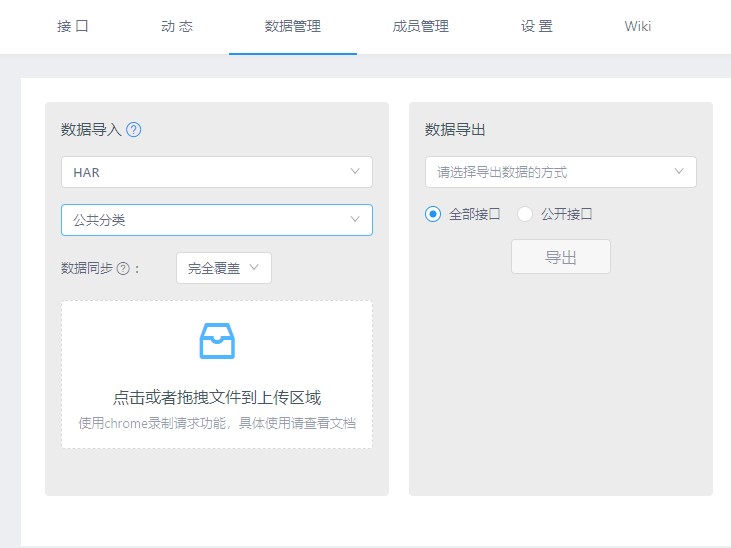 接 口 动 态 数据管理 成员管理 设 置 Wiki
数据导入 ?
HAR
公共分类
数据同步 ? :
完全覆盖
点击或者拖拽文件到上传区域
使用chrome录制请求功能，具体使用请查看文档
数据导出
请选择导出数据的方式
全部接口 公开接口
导出